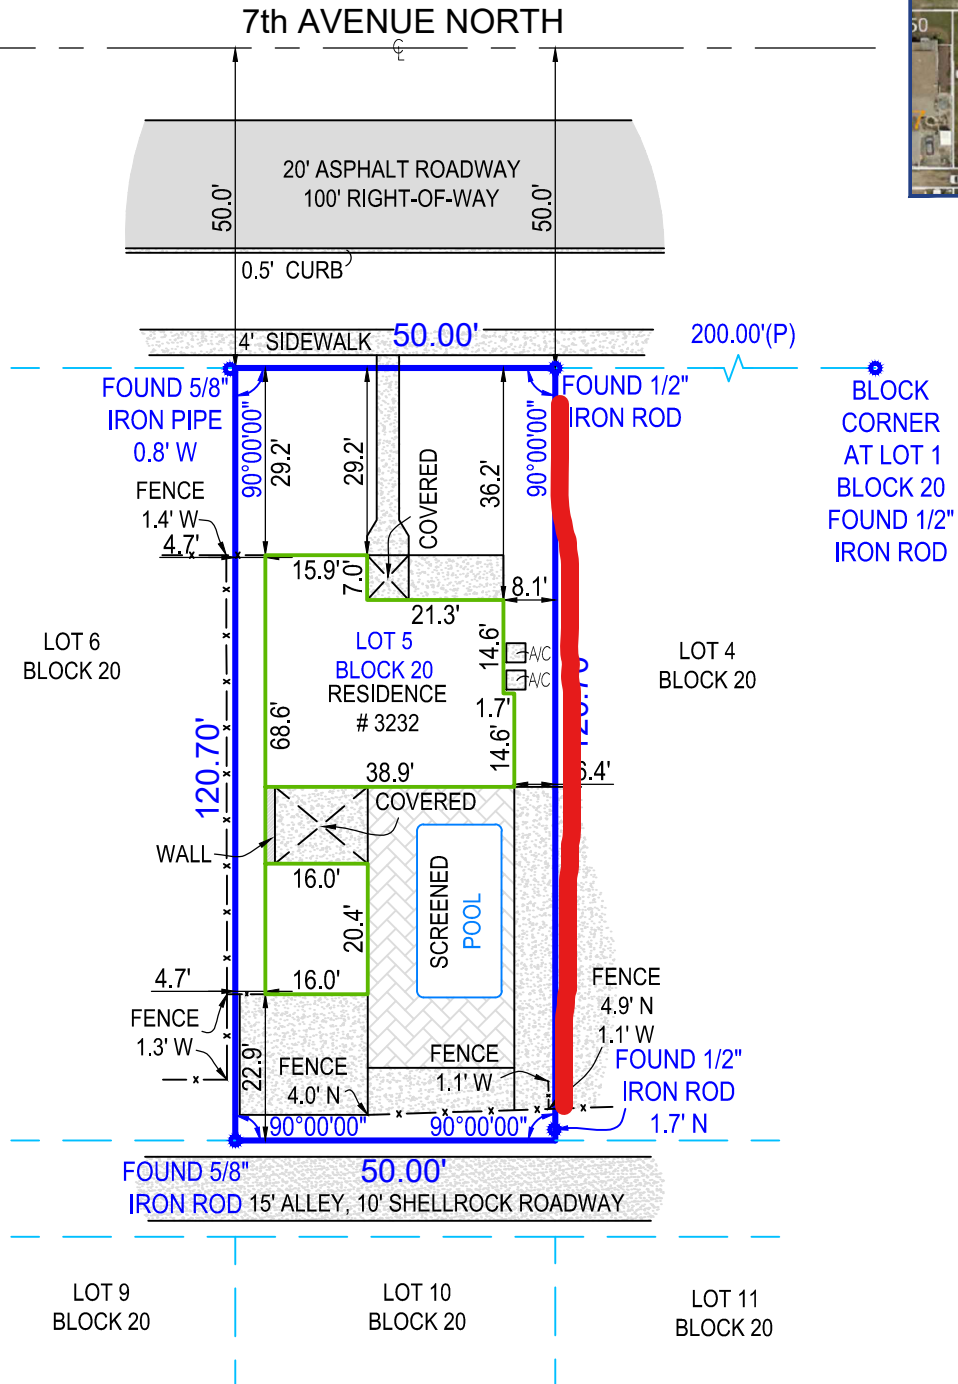 7th AVENUE NORTH
℄
50
20' ASPHALT ROADWAY
100' RIGHT-OF-WAY
50.0'
50.0'
0.5' CURB
4' SIDEWALK
50.00'
200.00'(P)
FOUND 5/8"
IRON PIPE
0.8' W
FOUND 1/2"
IRON ROD
BLOCK
CORNER
AT LOT 1
BLOCK 20
FOUND 1/2"
IRON ROD
90°00'00"
29.2'
29.2'
COVERED
36.2'
90°00'00"
FENCE
1.4' W
4.7'
15.9'
7.0'
21.3'
8.1'
LOT 6
BLOCK 20
LOT 5
BLOCK 20
RESIDENCE
# 3232
14.6'
A/C
A/C
LOT 4
BLOCK 20
120.70'
68.6'
1.7'
14.6'
38.9'
6.4'
COVERED
WALL
16.0'
20.4'
SCREENED
POOL
4.7'
16.0'
FENCE
1.3' W
22.9'
FENCE
4.0' N
FENCE
1.1' W
FENCE
4.9' N
1.1' W
FOUND 1/2"
IRON ROD
1.7' N
90°00'00"
90°00'00"
FOUND 5/8"
IRON ROD
50.00'
15' ALLEY, 10' SHELLROCK ROADWAY
LOT 9
BLOCK 20
LOT 10
BLOCK 20
LOT 11
BLOCK 20